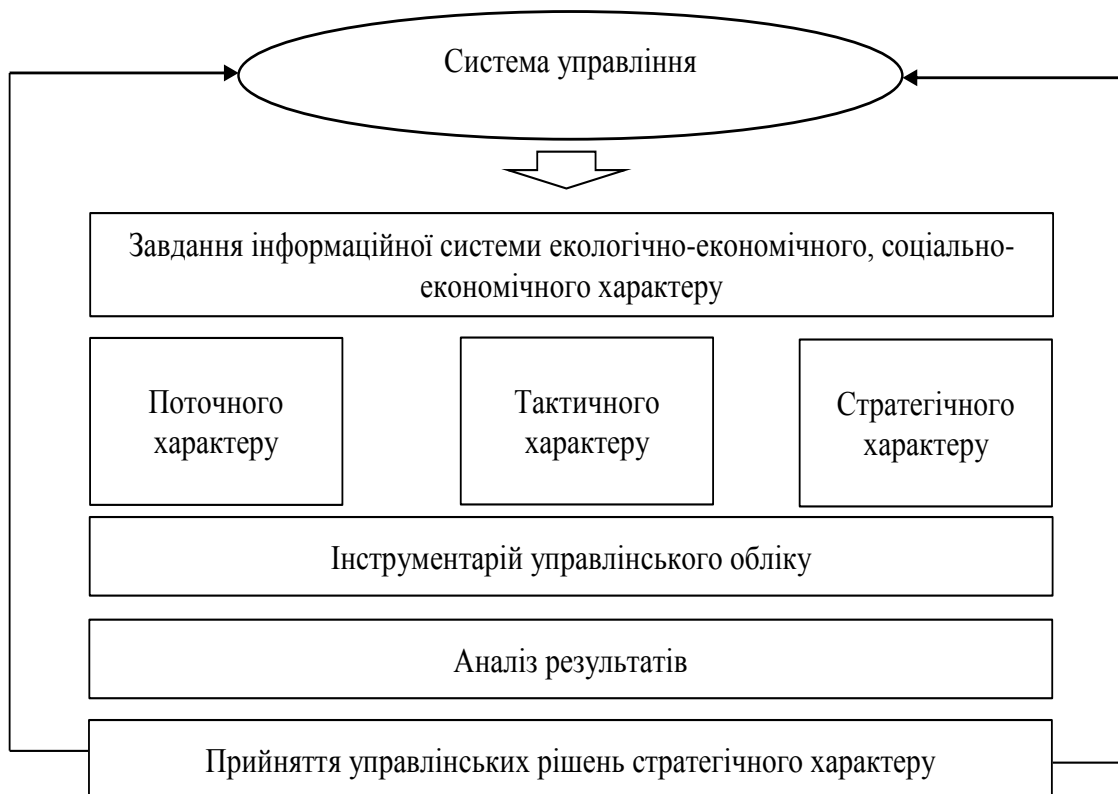 Система управління
Завдання інформаційної системи екологічно-економічного, соціально-
економічного характеру
Поточного
характеру
Тактичного
характеру
Стратегічного
характеру
Інструментарій управлінського обліку
Аналіз результатів
Прийняття управлінських рішень стратегічного характеру